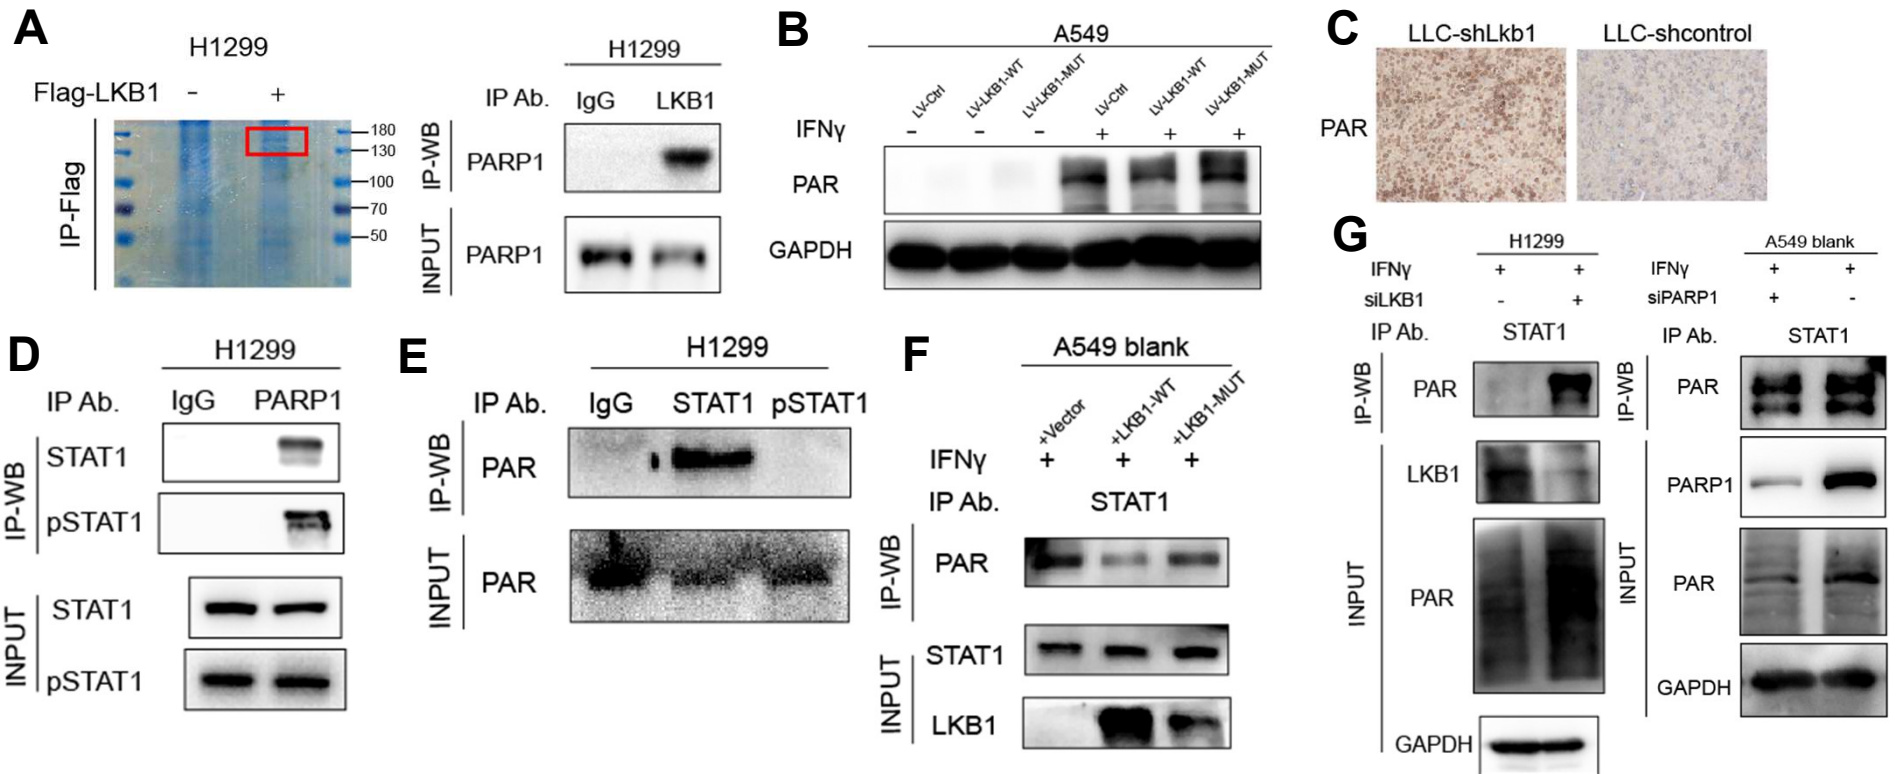 A
H1299
Flag-LKB1 - +
IP-Flag
180
130
100
70
50
H1299
IP Ab. IgG LKB1
IP-WB
PARP1
INPUT
PARP1
B
A549
LV-Ctrl LV-LKB1-WT LV-LKB1-MUT LV-Ctrl LV-LKB1-WT LV-LKB1-MUT
IFNγ - - - + + +
PAR
GAPDH
C
LLC-shLkb1 LLC-shcontrol
PAR
D
H1299
IP Ab. IgG PARP1
IP-WB
STAT1
pSTAT1
INPUT
STAT1
pSTAT1
E
H1299
IP Ab. IgG STAT1 pSTAT1
IP-WB
PAR
INPUT
PAR
F
A549 blank
+Vector +LKB1-WT +LKB1-MUT
IFNγ + + +
IP Ab. STAT1
IP-WB
PAR
INPUT
STAT1
LKB1
G
H1299
IFNγ + +
siLKB1 - +
IP Ab. STAT1
IP-WB
PAR
INPUT
LKB1
PAR
GAPDH
A549 blank
IFNγ + +
siPARP1 + -
IP Ab. STAT1
IP-WB
PAR
INPUT
PARP1
PAR
GAPDH